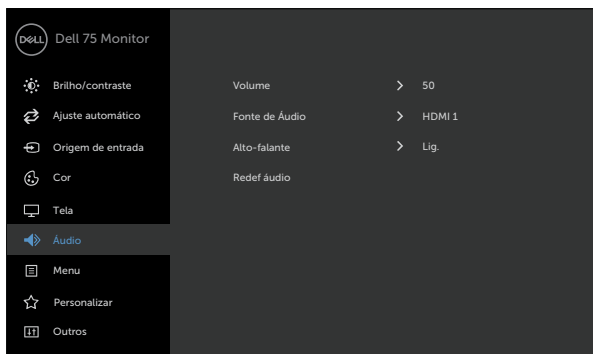 DELL Dell 75 Monitor
Brilho/contraste
Volume 50
Ajuste automático
Fonte de Áudio HDMI 1
Origem de entrada
Alto-falante Lig.
Cor
Redef áudio
Tela
Áudio
Menu
Personalizar
Outros